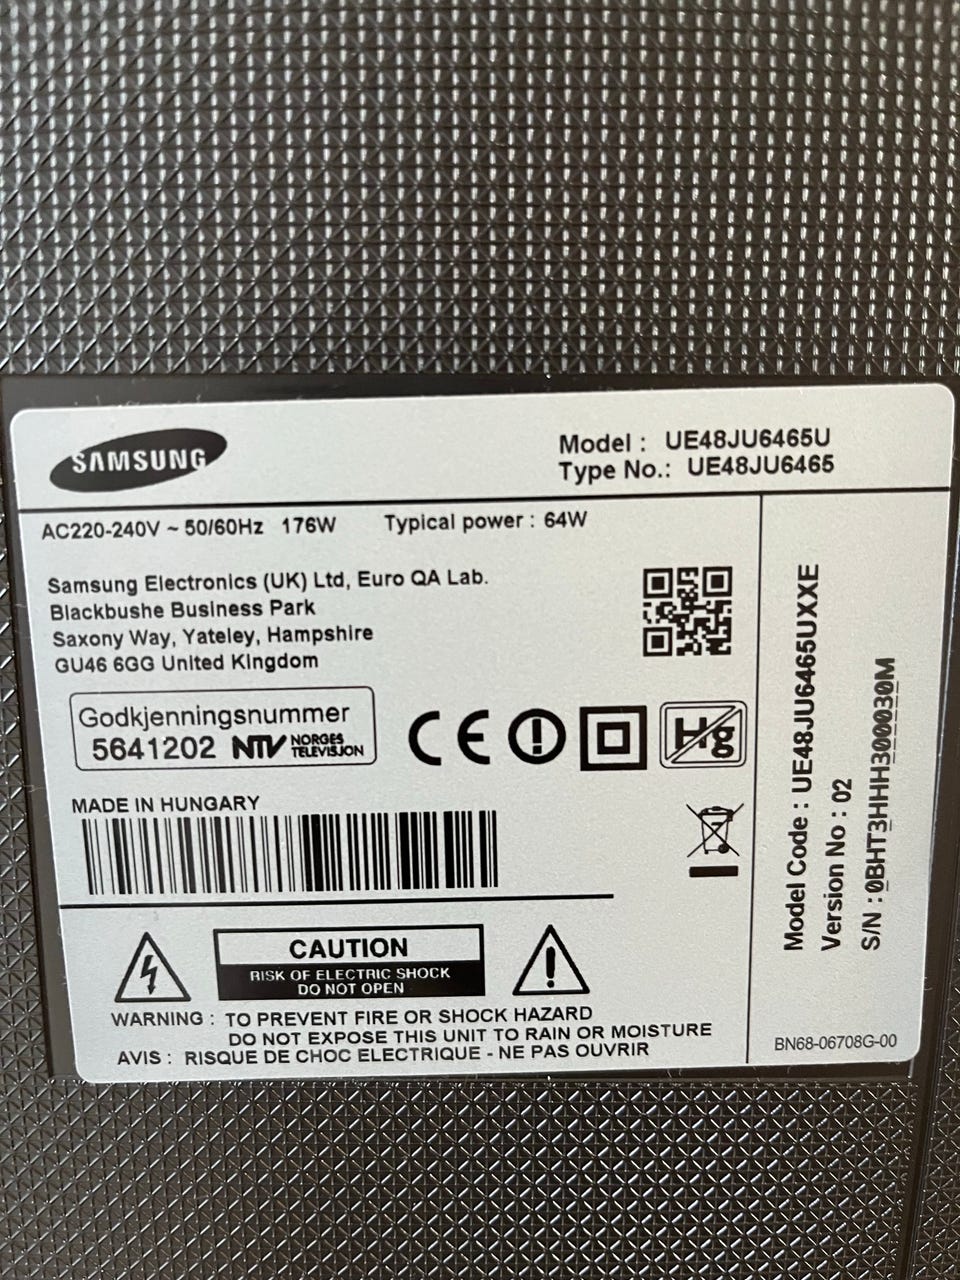 SAMSUNG
Model : UE48JU6465U
Type No.: UE48JU6465
AC220-240V ~ 50/60Hz 176W Typical power : 64W
Samsung Electronics (UK) Ltd, Euro QA Lab.
Blackbushe Business Park
Saxony Way, Yateley, Hampshire
GU46 6GG United Kingdom
Godkjenningsnummer
5641202 NTV NORGES
TELEVISJON
CE
Hg
MADE IN HUNGARY
CAUTION
RISK OF ELECTRIC SHOCK
DO NOT OPEN
WARNING : TO PREVENT FIRE OR SHOCK HAZARD
DO NOT EXPOSE THIS UNIT TO RAIN OR MOISTURE
AVIS : RISQUE DE CHOC ELECTRIQUE - NE PAS OUVRIR
Model Code : UE48JU6465UXXE
Version No : 02
S/N : 0BHT3HHH300030M
BN68-06708G-00